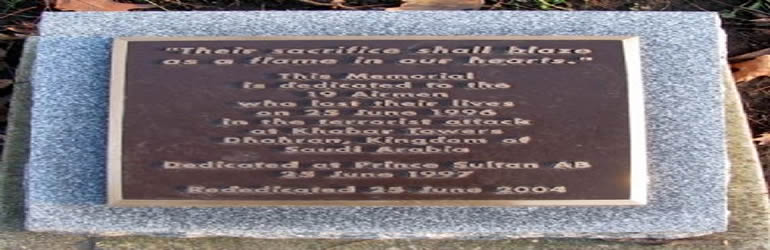 "Their sacrifice shall blaze
as a flame in our hearts."
This Memorial
is dedicated to the
19 Airmen
who lost their lives
on 25 June 1996
in the terrorist attack
at Khobar Towers
Dhahran, Kingdom of
Saudi Arabia
Dedicated at Prince Sultan AB
25 June 1997
Rededicated 25 June 2004